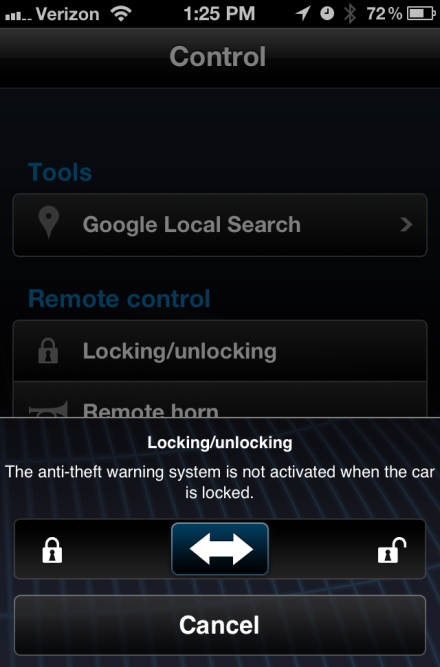 Verizon 1:25 PM 72%
Control
Tools
Google Local Search
Remote control
Locking/unlocking
Remote horn
Locking/unlocking
The anti-theft warning system is not activated when the car
is locked.
Cancel